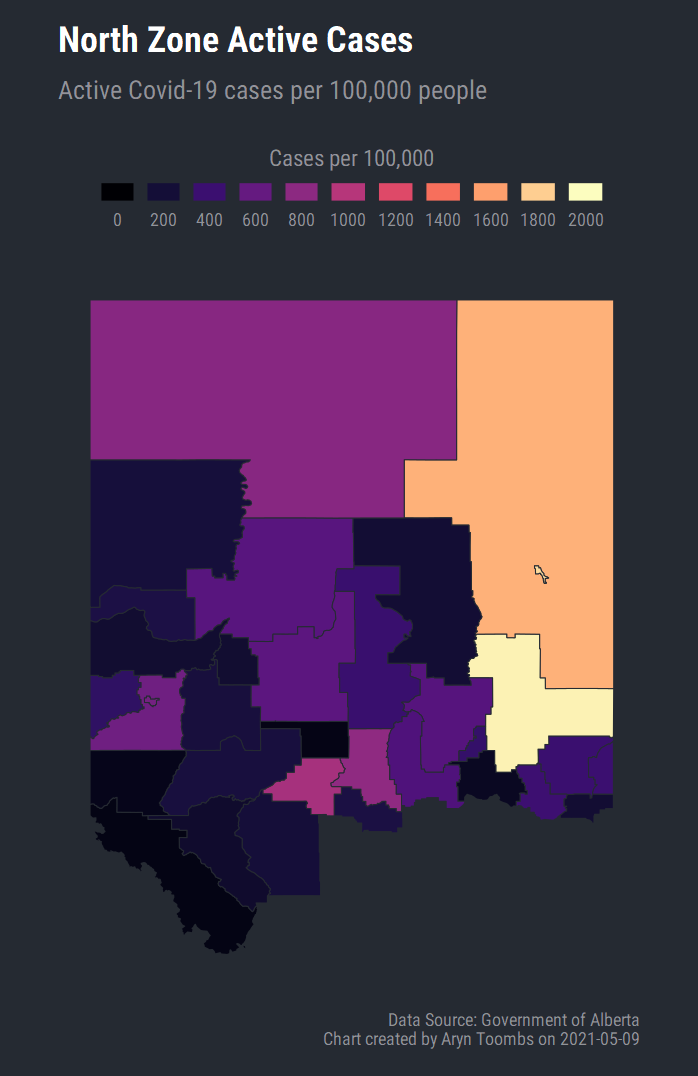 North Zone Active Cases
Active Covid-19 cases per 100,000 people
Cases per 100,000
0 200 400 600 800 1000 1200 1400 1600 1800 2000
Data Source: Government of Alberta
Chart created by Aryn Toombs on 2021-05-09